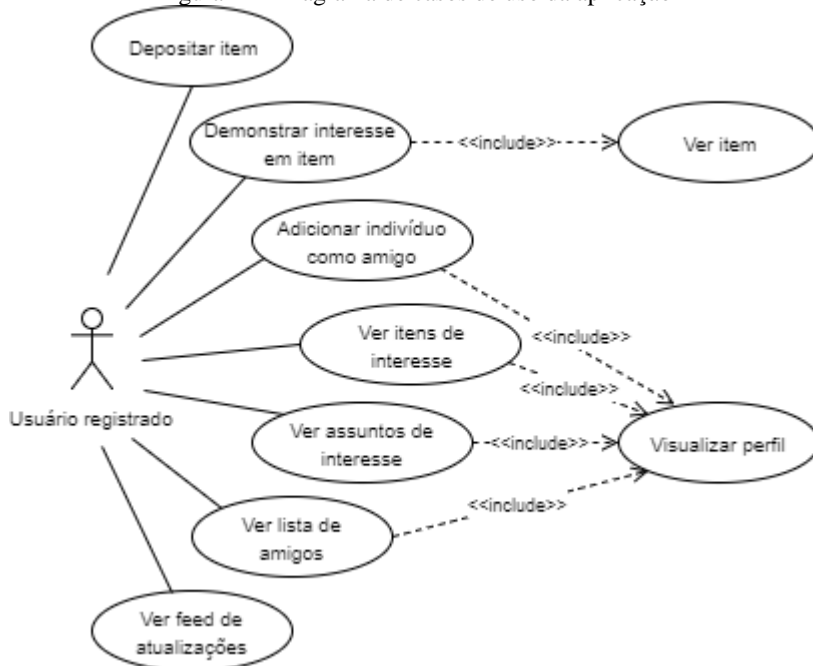 Depositar item
Demonstrar interesse
em item
<<include>>
Ver item
Adicionar indivíduo
como amigo
<<include>>
Ver itens de
interesse
<<include>>
Usuário registrado
Ver assuntos de
interesse
<<include>>
Visualizar perfil
<<include>>
Ver lista de
amigos
Ver feed de
atualizações